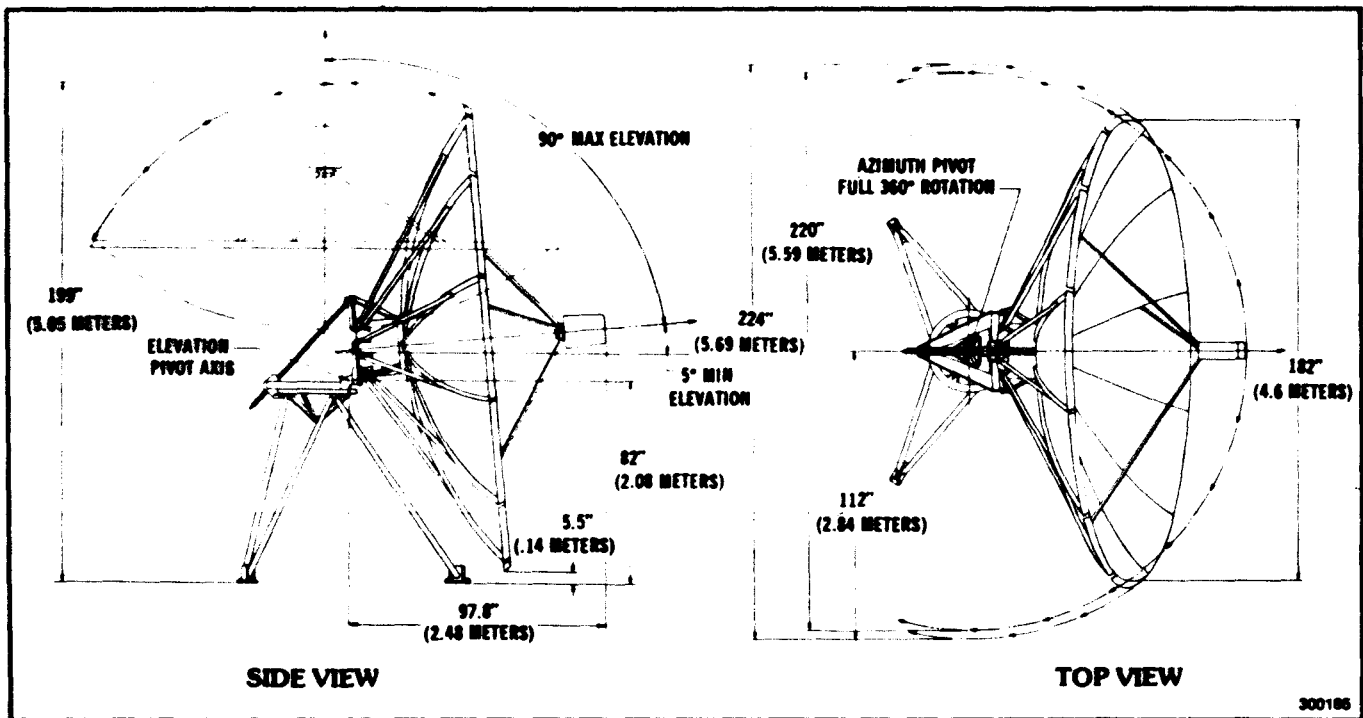 90° MAX ELEVATION
199"
(5.05 METERS)
ELEVATION
PIVOT AXIS
224"
(5.69 METERS)
5° MIN
ELEVATION
82"
(2.08 METERS)
5.5"
(.14 METERS)
97.8"
(2.48 METERS)
SIDE VIEW
AZIMUTH PIVOT
FULL 360° ROTATION
220"
(5.59 METERS)
182"
(4.6 METERS)
112"
(2.84 METERS)
TOP VIEW
300185